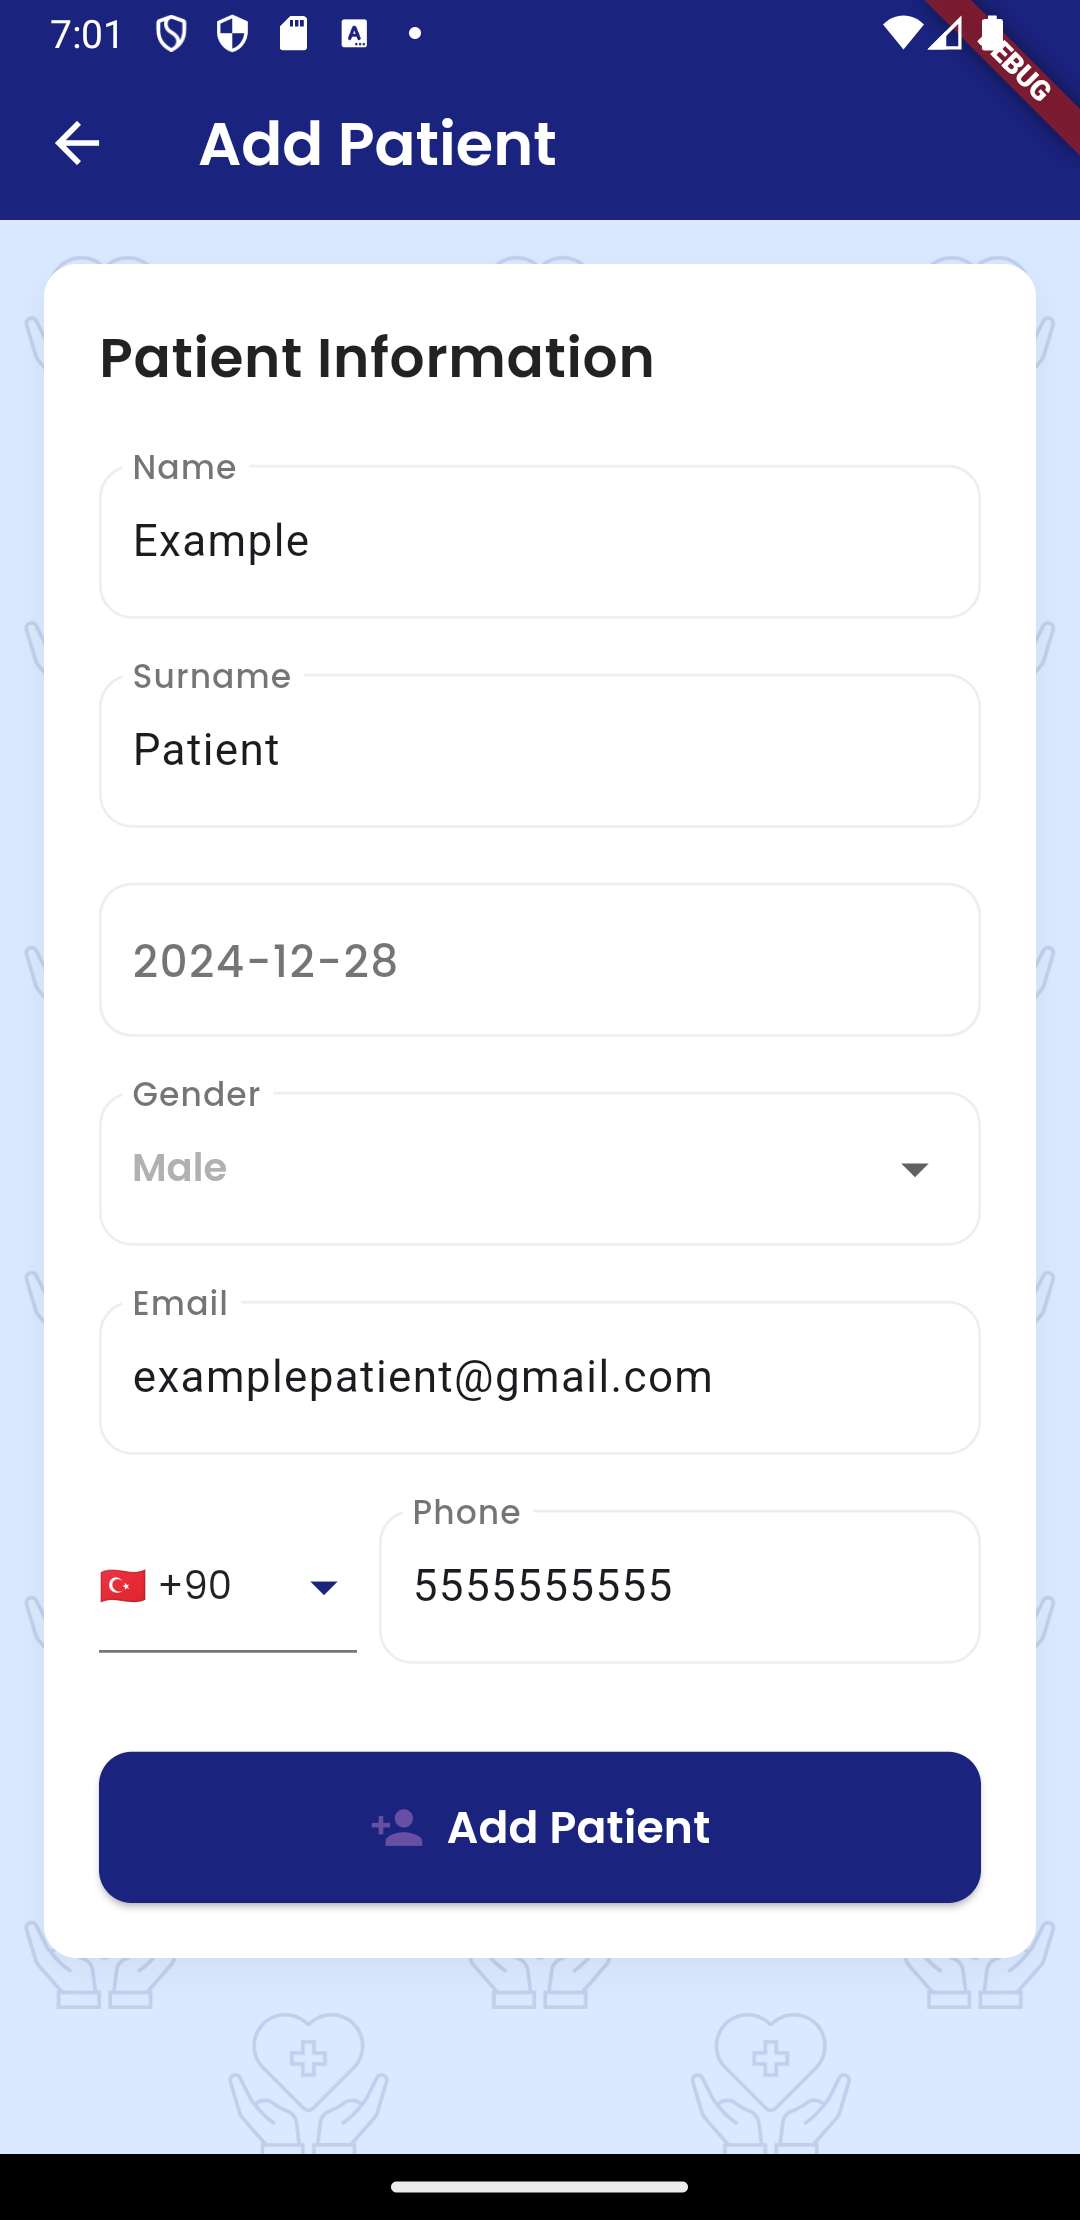 7:01
EBUG
Add Patient
Patient Information
Name
Example
Surname
Patient
2024-12-28
Gender
Male
Email
examplepatient@gmail.com
Phone
+90
5555555555
Add Patient